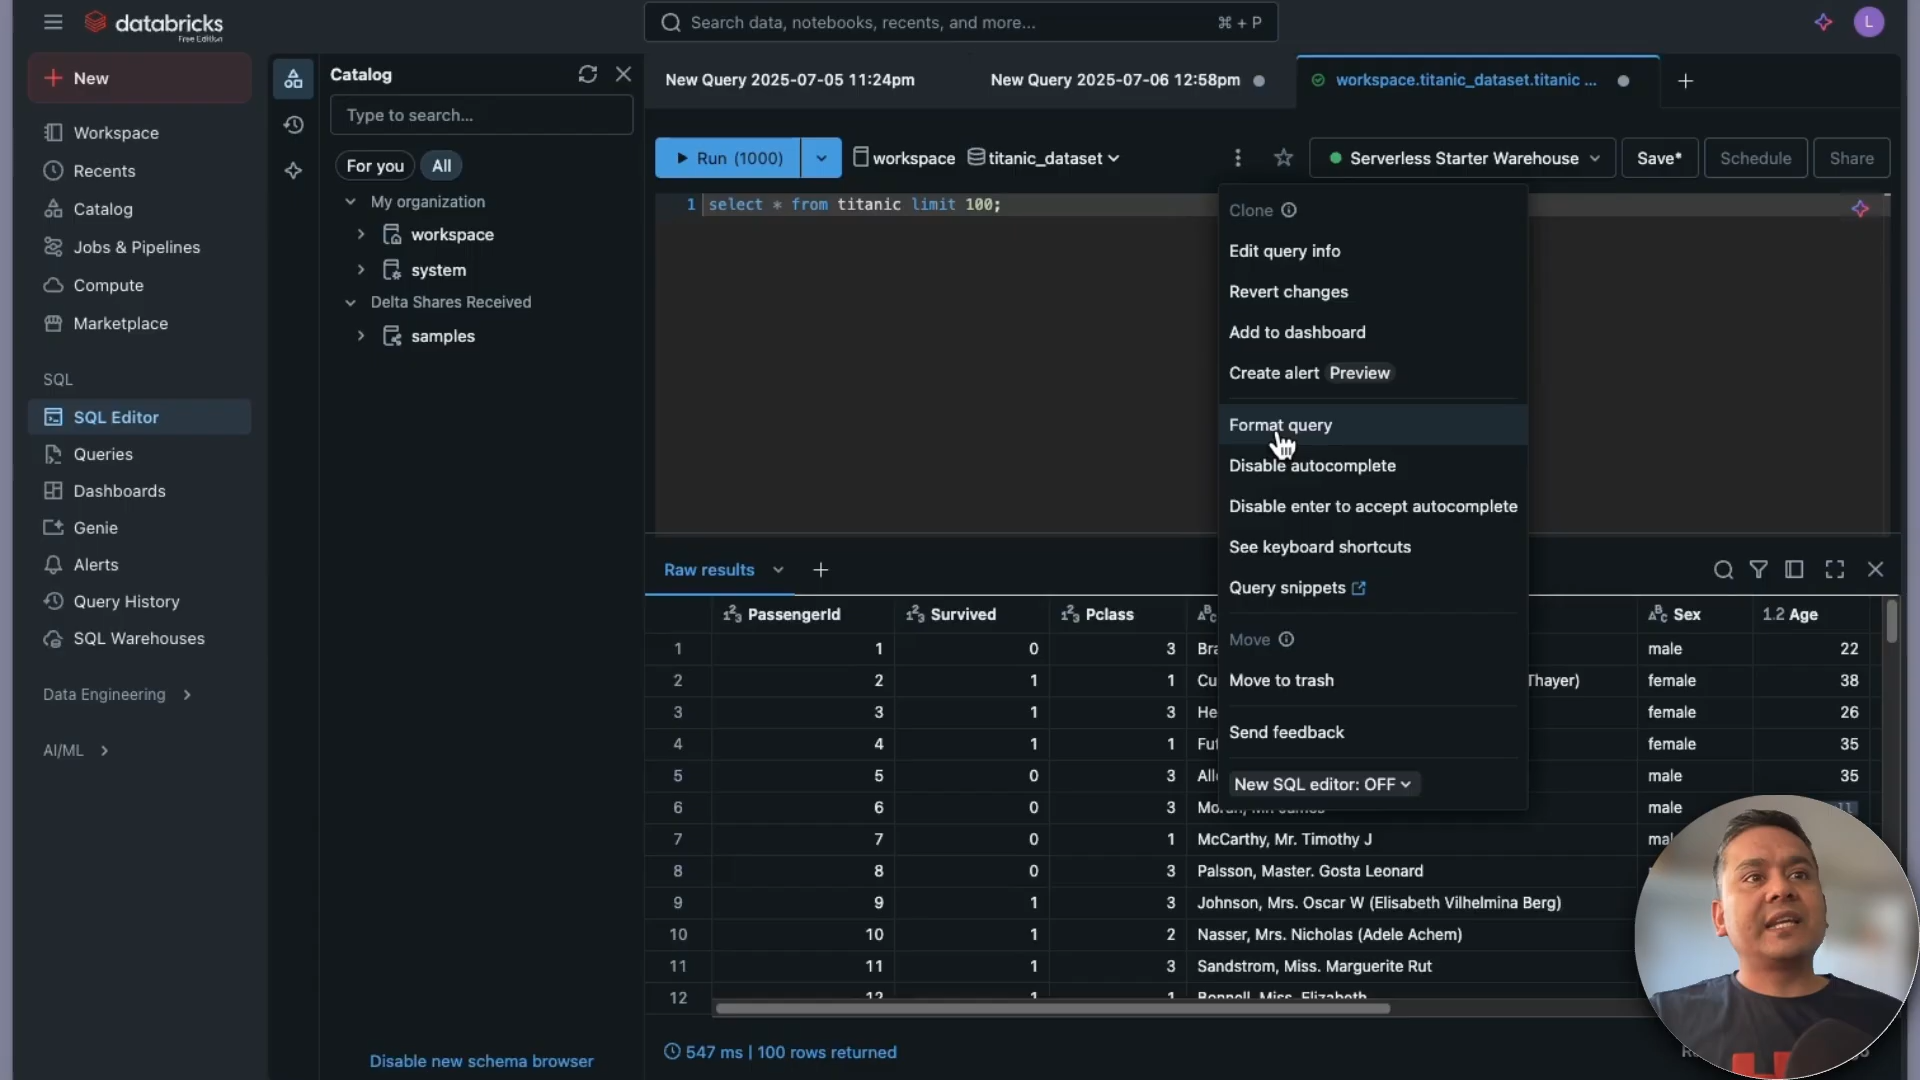 databricks
Free Edition
Search data, notebooks, recents, and more...
⌘ + P
L
New
Workspace
Recents
Catalog
Jobs & Pipelines
Compute
Marketplace
SQL
SQL Editor
Queries
Dashboards
Genie
Alerts
Query History
SQL Warehouses
Data Engineering
AI/ML
Catalog
Type to search...
For you
All
My organization
workspace
system
Delta Shares Received
samples
Disable new schema browser
New Query 2025-07-05 11:24pm
New Query 2025-07-06 12:58pm
workspace.titanic_dataset.titanic ...
Run (1000)
workspace
titanic_dataset
Serverless Starter Warehouse
Save*
Schedule
Share
1 select * from titanic limit 100;
Clone
Edit query info
Revert changes
Add to dashboard
Create alert Preview
Format query
Disable autocomplete
Disable enter to accept autocomplete
See keyboard shortcuts
Query snippets
Move
Move to trash
Send feedback
New SQL editor: OFF
Raw results
PassengerId Survived Pclass Sex 1.2 Age
1 1 0 3 Bra male 22
2 2 1 1 Cu Thayer) female 38
3 3 1 3 He female 26
4 4 1 1 Fut female 35
5 5 0 3 Alle male 35
6 6 0 3 male
7 7 0 1 McCarthy, Mr. Timothy J
8 8 0 3 Palsson, Master. Gosta Leonard
9 9 1 3 Johnson, Mrs. Oscar W (Elisabeth Vilhelmina Berg)
10 10 1 2 Nasser, Mrs. Nicholas (Adele Achem)
11 11 1 3 Sandstrom, Miss. Marguerite Rut
12 12 1 1 Bonnell, Miss. Elizabeth
547 ms | 100 rows returned